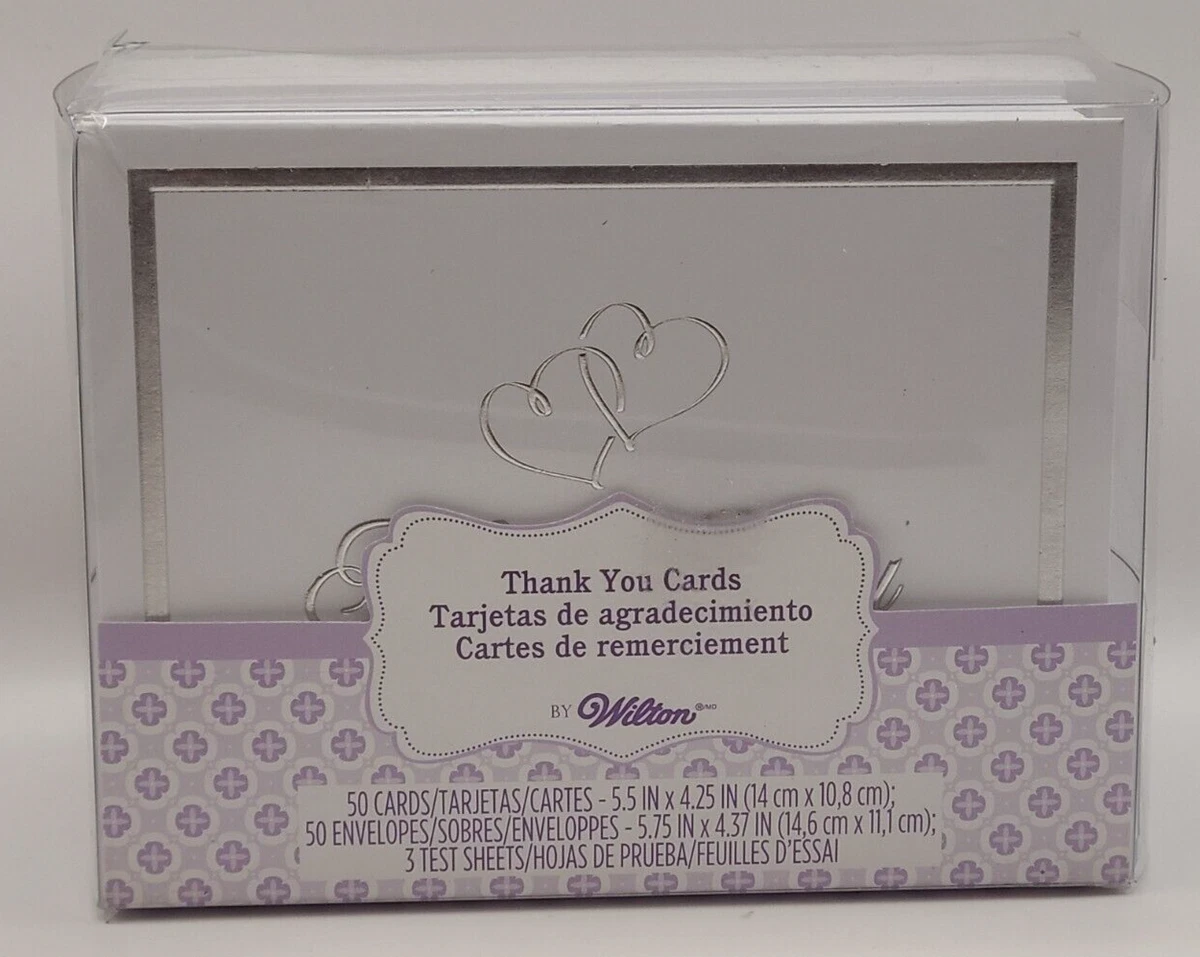 Thank You Cards
Tarjetas de agradecimiento
Cartes de remerciement
BY Wilton®/MD
50 CARDS/TARJETAS/CARTES - 5.5 IN x 4.25 IN (14 cm x 10,8 cm);
50 ENVELOPES/SOBRES/ENVELOPPES - 5.75 IN x 4.37 IN (14,6 cm x 11,1 cm);
3 TEST SHEETS/HOJAS DE PRUEBA/FEUILLES D'ESSAI